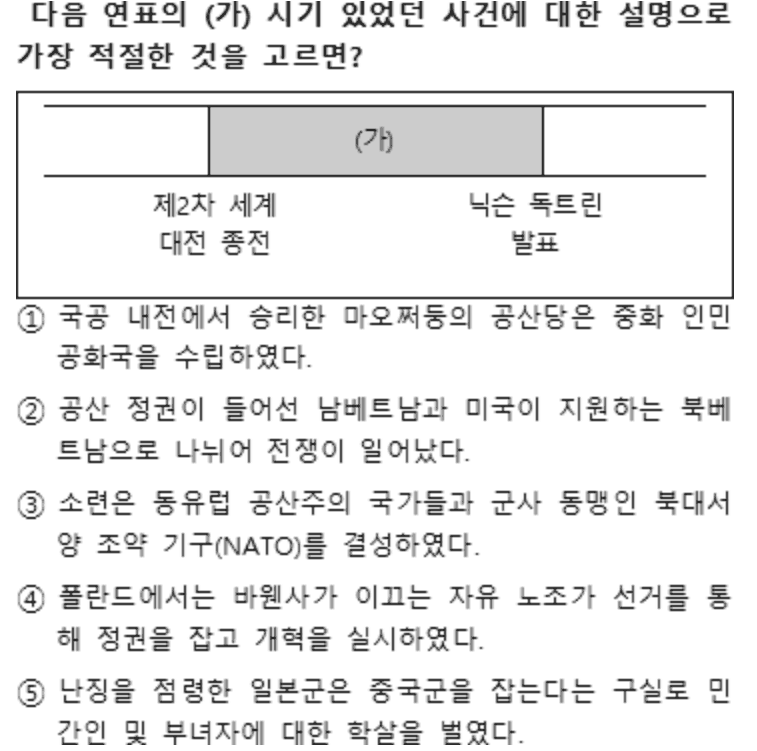 다음 연표의 (가) 시기 있었던 사건에 대한 설명으로
가장 적절한 것을 고르면?
(가)
제2차 세계 닉슨 독트린
대전 종전 발표
① 국공 내전에서 승리한 마오쩌둥의 공산당은 중화 인민
공화국을 수립하였다.
② 공산 정권이 들어선 남베트남과 미국이 지원하는 북베
트남으로 나뉘어 전쟁이 일어났다.
③ 소련은 동유럽 공산주의 국가들과 군사 동맹인 북대서
양 조약 기구(NATO)를 결성하였다.
④ 폴란드에서는 바웬사가 이끄는 자유 노조가 선거를 통
해 정권을 잡고 개혁을 실시하였다.
⑤ 난징을 점령한 일본군은 중국군을 잡는다는 구실로 민
간인 및 부녀자에 대한 학살을 벌였다.